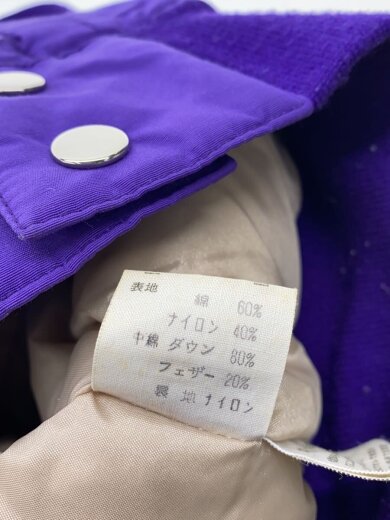 表地 綿 60%
ナイロン 40%
中綿 ダウン 80%
フェザー 20%
裏地 ナイロン